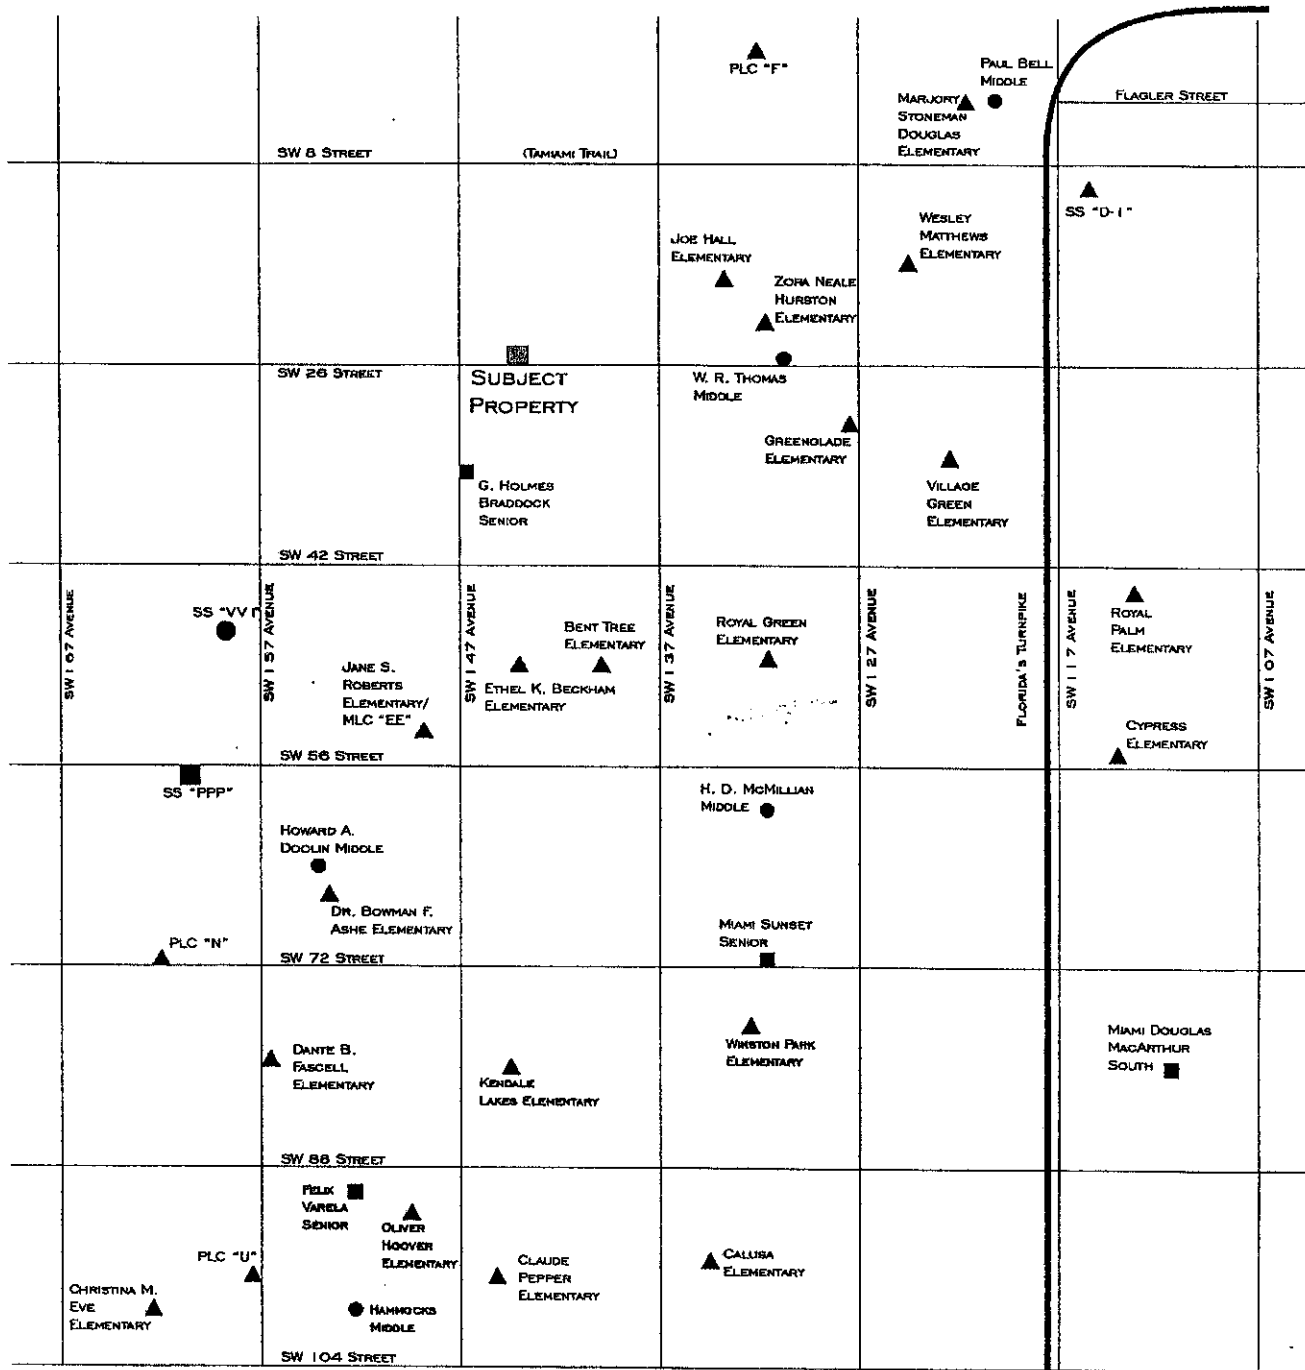 PLC "F"
PAUL BELL
MIDDLE
MARJORY
STONEMAN
DOUGLAS
ELEMENTARY
FLAGLER STREET
SW 8 STREET
(TAMIAMI TRAIL)
SS "D-1"
WESLEY
MATTHEWS
ELEMENTARY
JOE HALL
ELEMENTARY
ZORA NEALE
HURSTON
ELEMENTARY
SW 26 STREET
SUBJECT
PROPERTY
W. R. THOMAS
MIDDLE
GREENGLADE
ELEMENTARY
G. HOLMES
BRADDOCK
SENIOR
VILLAGE
GREEN
ELEMENTARY
SW 42 STREET
SW 167 AVENUE
SS "VV1"
SW 157 AVENUE
JANE S.
ROBERTS
ELEMENTARY/
MLC "EE"
SW 147 AVENUE
BENT TREE
ELEMENTARY
ETHEL K. BECKHAM
ELEMENTARY
SW 137 AVENUE
ROYAL GREEN
ELEMENTARY
SW 127 AVENUE
FLORIDA'S TURNPIKE
SW 117 AVENUE
ROYAL
PALM
ELEMENTARY
SW 107 AVENUE
CYPRESS
ELEMENTARY
SW 56 STREET
SS "PPP"
H. D. MCMILLIAN
MIDDLE
HOWARD A.
DOOLIN MIDDLE
DR. BOWMAN F.
ASHE ELEMENTARY
MIAMI SUNSET
SENIOR
PLC "N"
SW 72 STREET
DANTE B.
FASCELL
ELEMENTARY
KENDALE
LAKES ELEMENTARY
WINSTON PARK
ELEMENTARY
MIAMI DOUGLAS
MACARTHUR
SOUTH
SW 88 STREET
FELIX
VARELA
SENIOR
OLIVER
HOOVER
ELEMENTARY
PLC "U"
CLAUDE
PEPPER
ELEMENTARY
CALUSA
ELEMENTARY
CHRISTINA M.
EVE
ELEMENTARY
HAMMOCKS
MIDDLE
SW 104 STREET